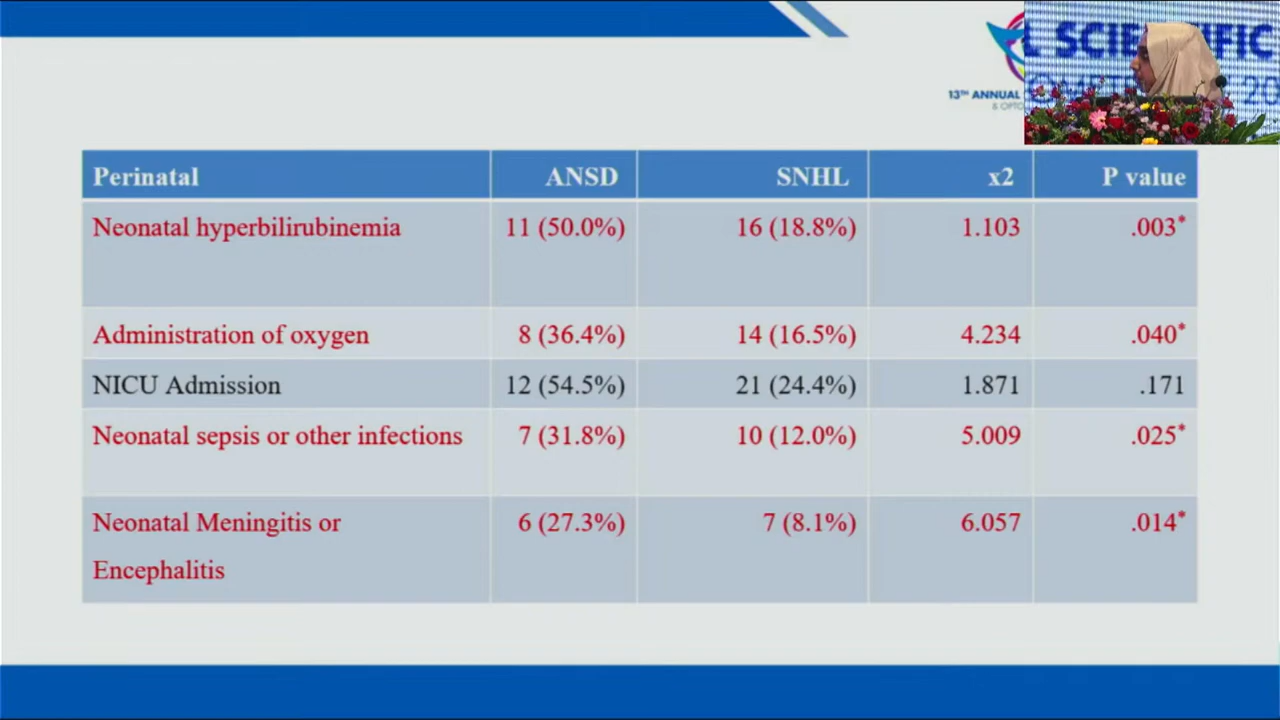 13TH ANNUAL
SCIENTIFIC
Perinatal ANSD SNHL x2 P value
Neonatal hyperbilirubinemia 11 (50.0%) 16 (18.8%) 1.103 .003*
Administration of oxygen 8 (36.4%) 14 (16.5%) 4.234 .040*
NICU Admission 12 (54.5%) 21 (24.4%) 1.871 .171
Neonatal sepsis or other infections 7 (31.8%) 10 (12.0%) 5.009 .025*
Neonatal Meningitis or 6 (27.3%) 7 (8.1%) 6.057 .014*
Encephalitis